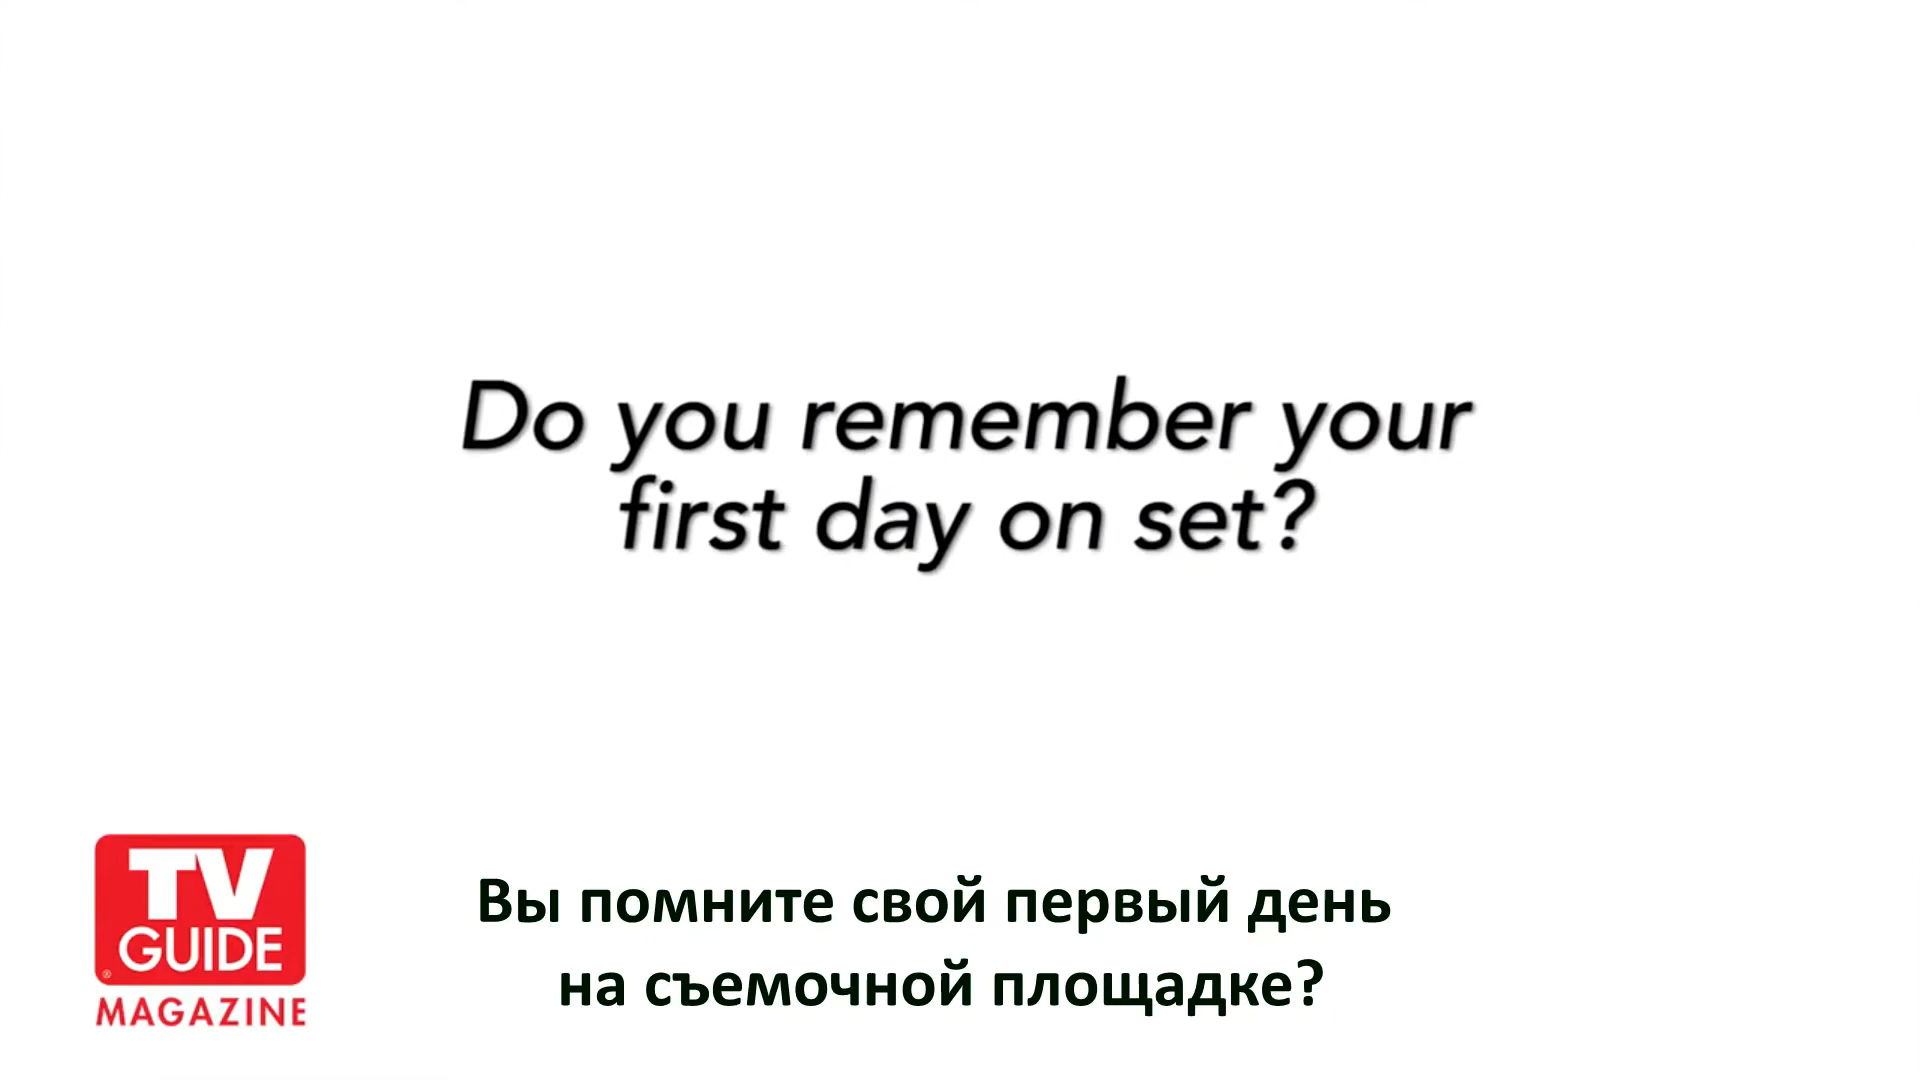 Do you remember your
first day on set?
TV
GUIDE
®
MAGAZINE
Вы помните свой первый день
на съемочной площадке?